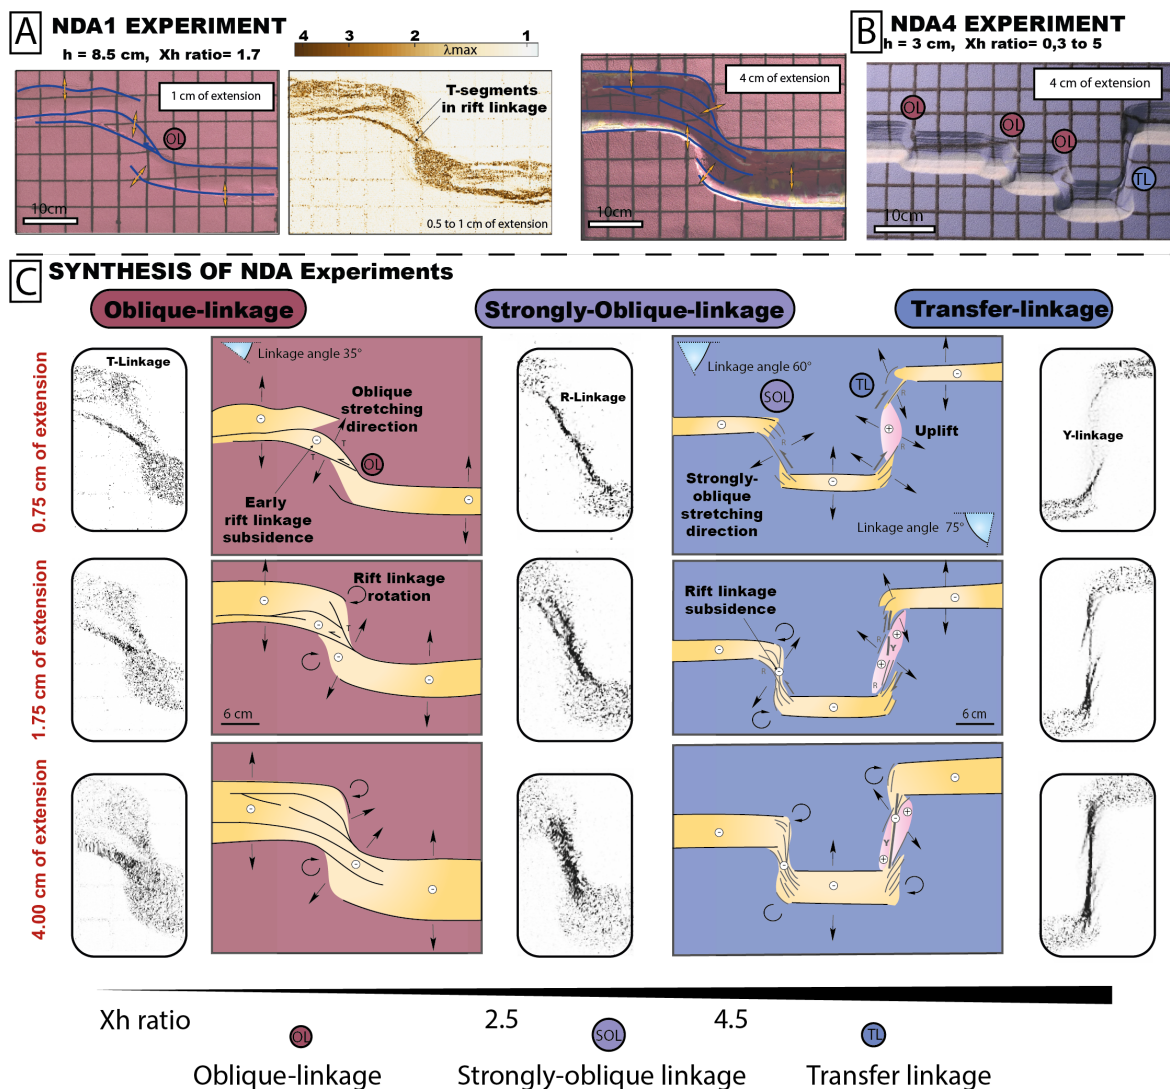 A
NDA1 EXPERIMENT
h = 8.5 cm, Xh ratio= 1.7
4 3 2 1
λmax
1 cm of extension
OL
10cm
T-segments
in rift linkage
0.5 to 1 cm of extension
4 cm of extension
10cm
B
NDA4 EXPERIMENT
h = 3 cm, Xh ratio= 0,3 to 5
4 cm of extension
OL
OL
OL
TL
10cm
C
SYNTHESIS OF NDA Experiments
Oblique-linkage
Strongly-Oblique-linkage
Transfer-linkage
0.75 cm of extension
T-Linkage
Linkage angle 35°
Oblique
stretching
direction
T
T
OL
Early
rift linkage
subsidence
R-Linkage
Linkage angle 60°
SOL
TL
R
R
R
Uplift
Strongly-
oblique
stretching
direction
Linkage angle 75°
Y-linkage
1.75 cm of extension
Rift linkage
rotation
T
6 cm
Rift linkage
subsidence
R
R
Y
R
6 cm
4.00 cm of extension
Y
Xh ratio
2.5
4.5
OL
SOL
TL
Oblique-linkage
Strongly-oblique linkage
Transfer linkage